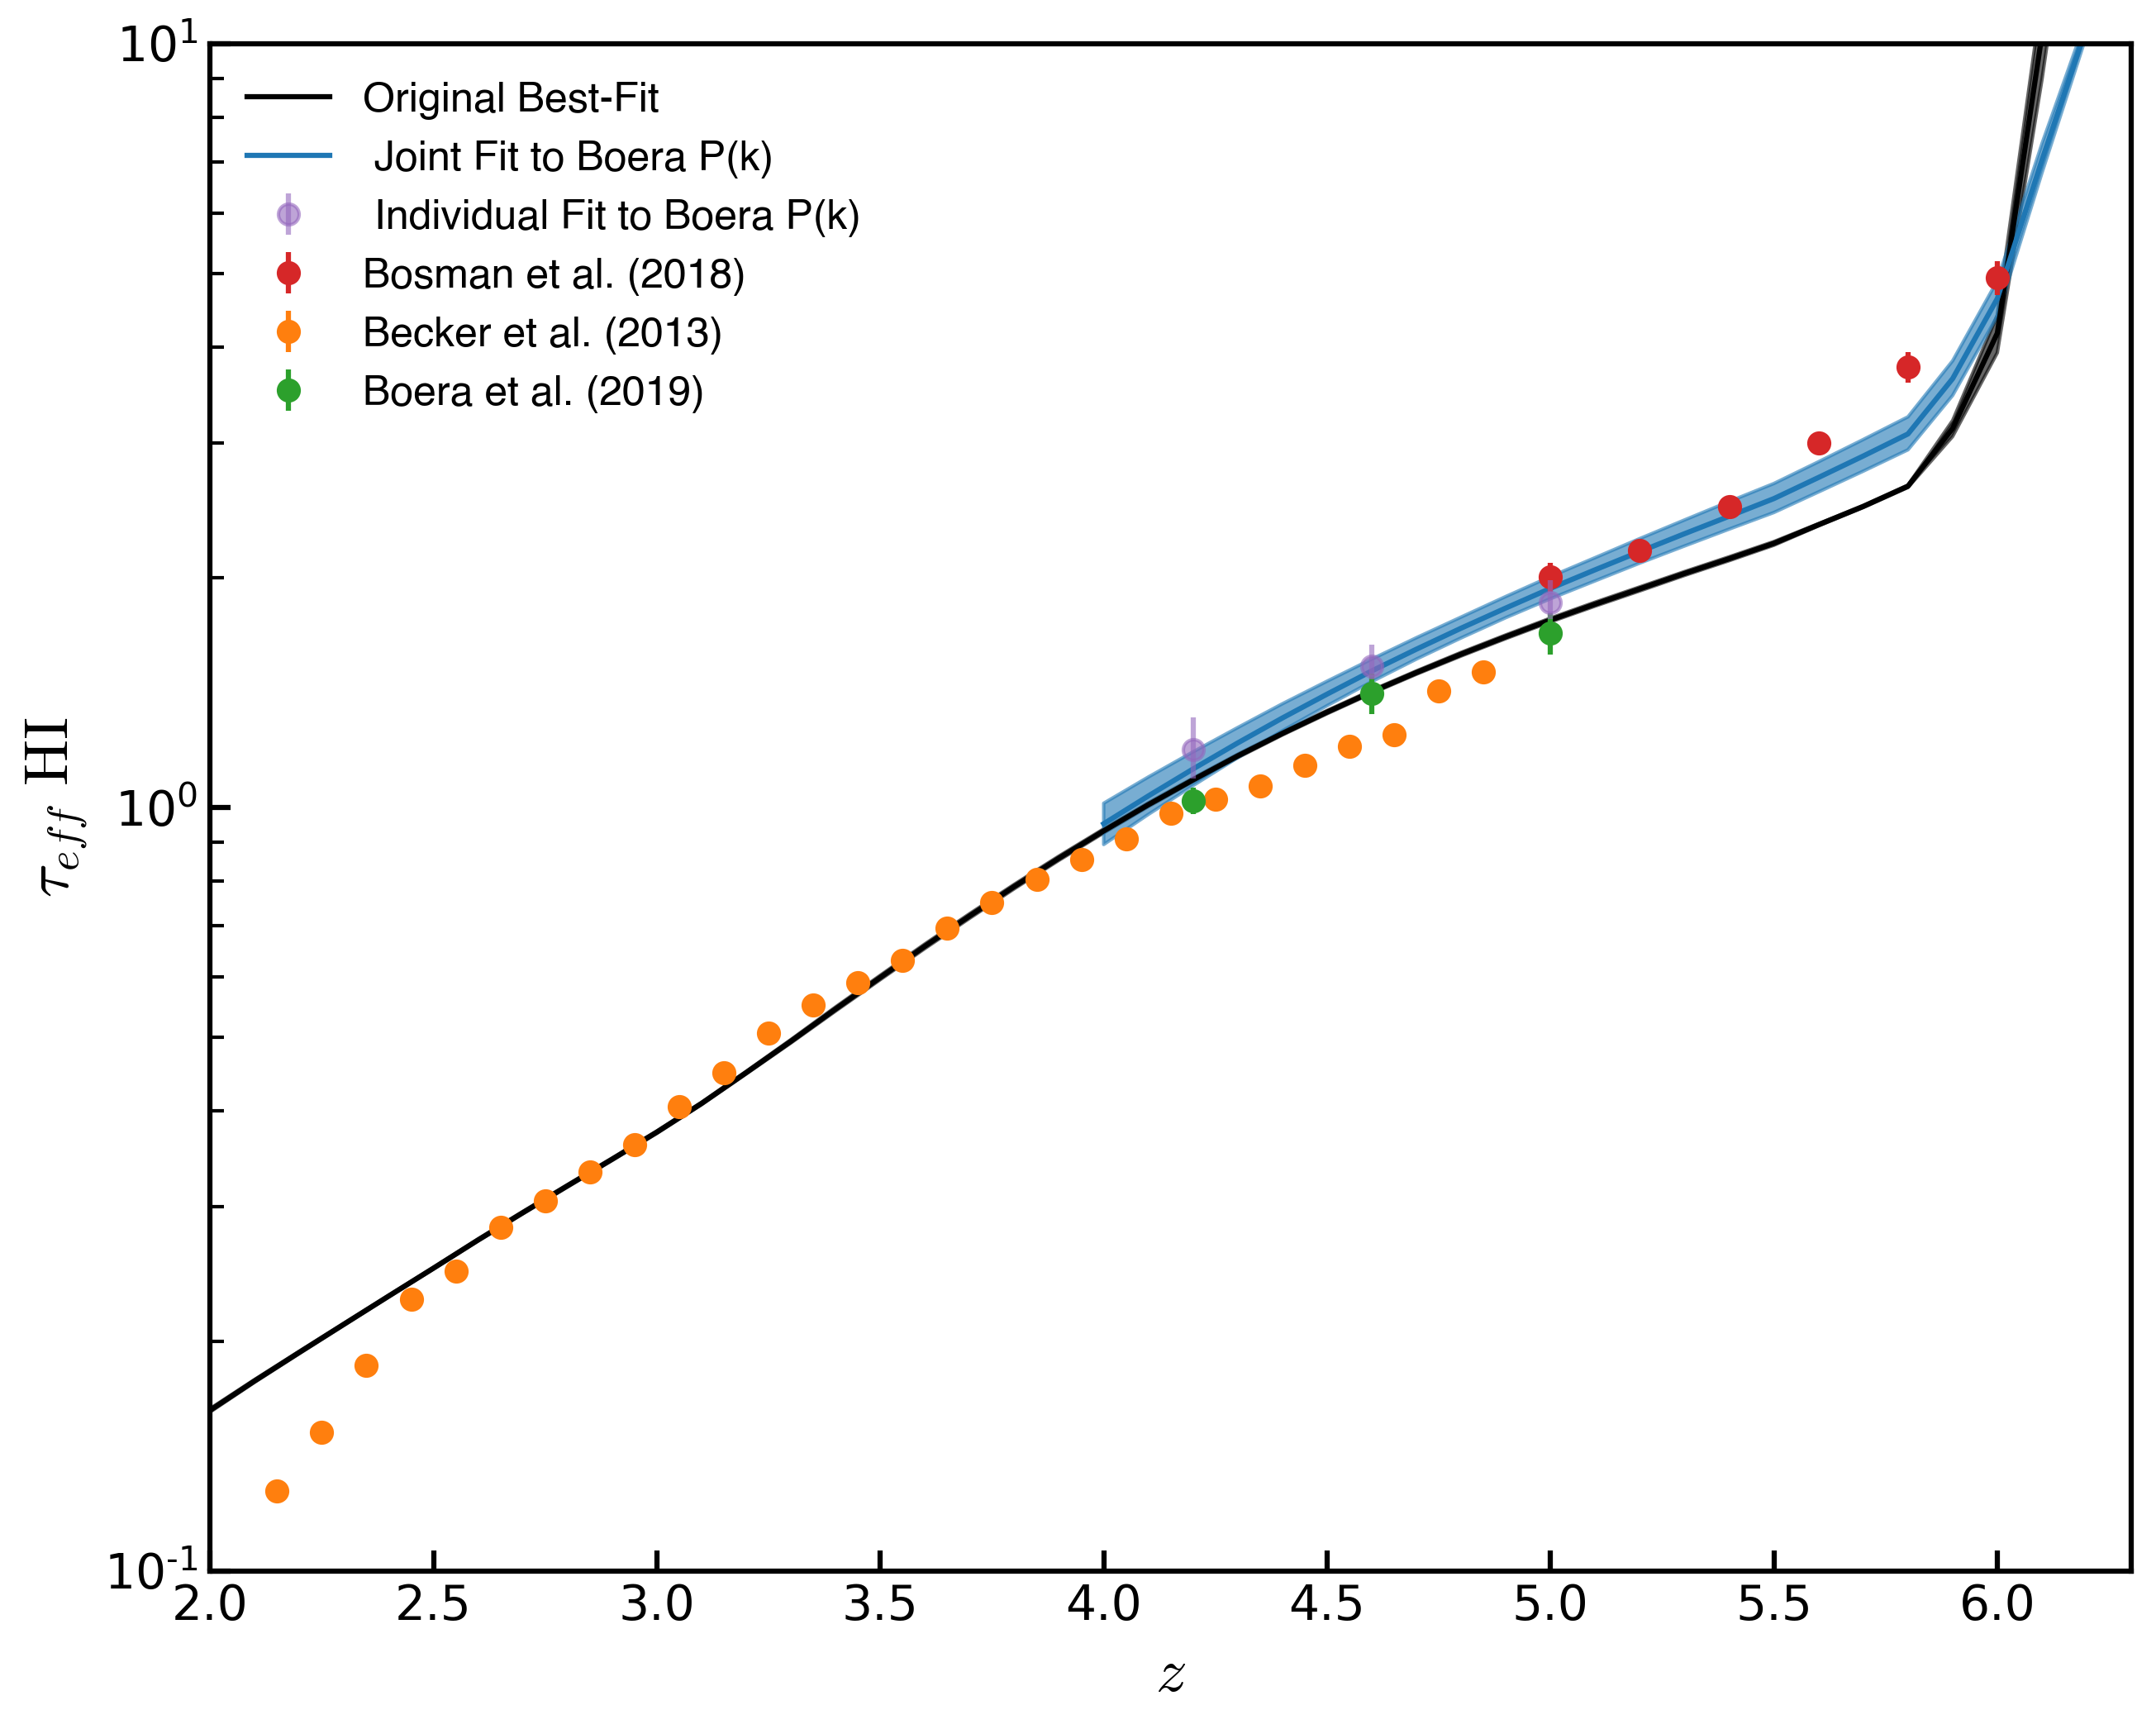 10¹
Original Best-Fit
Joint Fit to Boera P(k)
Individual Fit to Boera P(k)
Bosman et al. (2018)
Becker et al. (2013)
Boera et al. (2019)
τ_eff HI
10⁰
10⁻¹
2.0 2.5 3.0 3.5 4.0 4.5 5.0 5.5 6.0
z